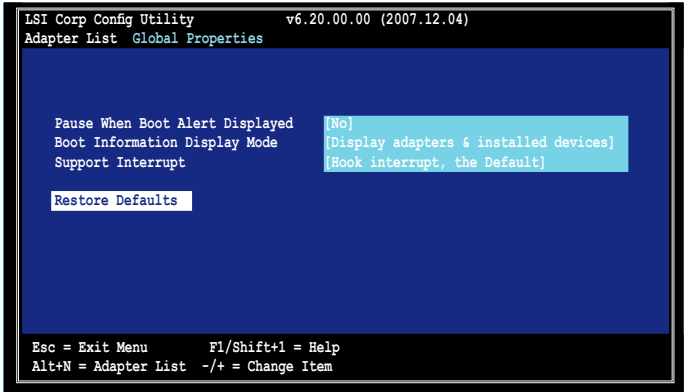 LSI Corp Config Utility v6.20.00.00 (2007.12.04)
Adapter List Global Properties
Pause When Boot Alert Displayed [No]
Boot Information Display Mode [Display adapters & installed devices]
Support Interrupt [Hook interrupt, the Default]
Restore Defaults
Esc = Exit Menu F1/Shift+1 = Help
Alt+N = Adapter List -/+ = Change Item